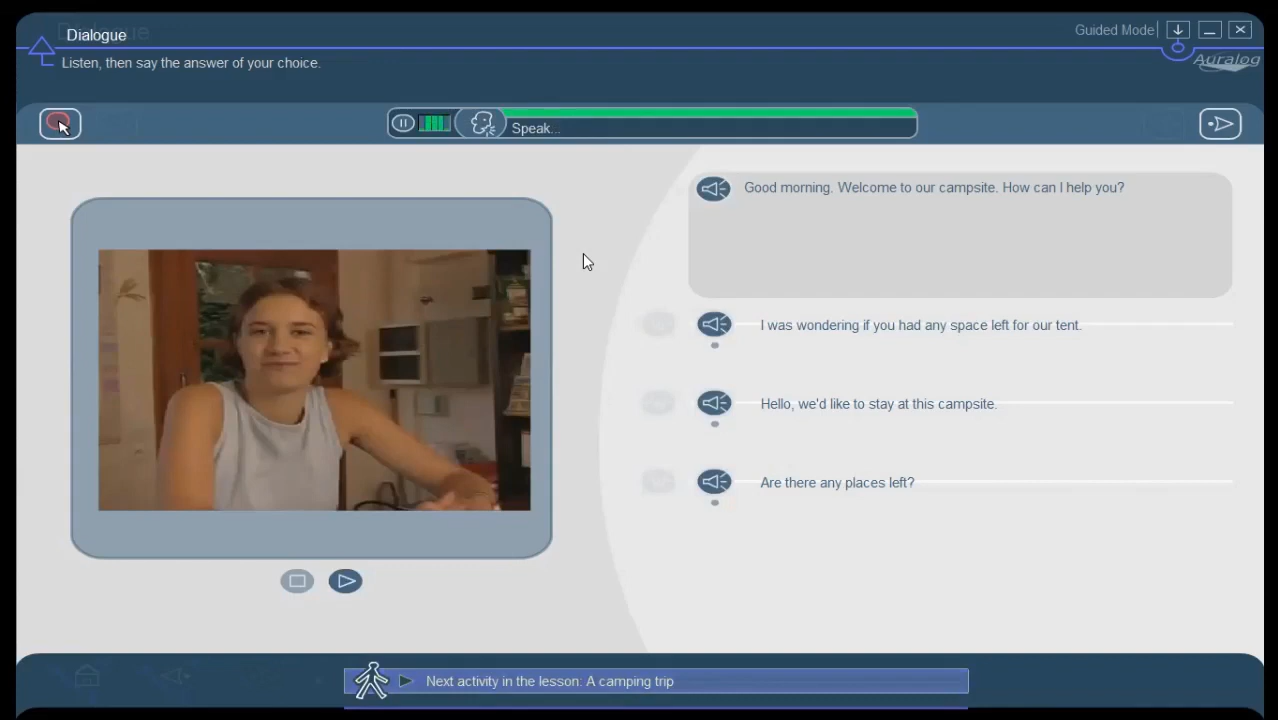 Dialogue
Guided Mode
Listen, then say the answer of your choice.
Auralog
Speak...
Good morning. Welcome to our campsite. How can I help you?
I was wondering if you had any space left for our tent.
Hello, we'd like to stay at this campsite.
Are there any places left?
Next activity in the lesson: A camping trip